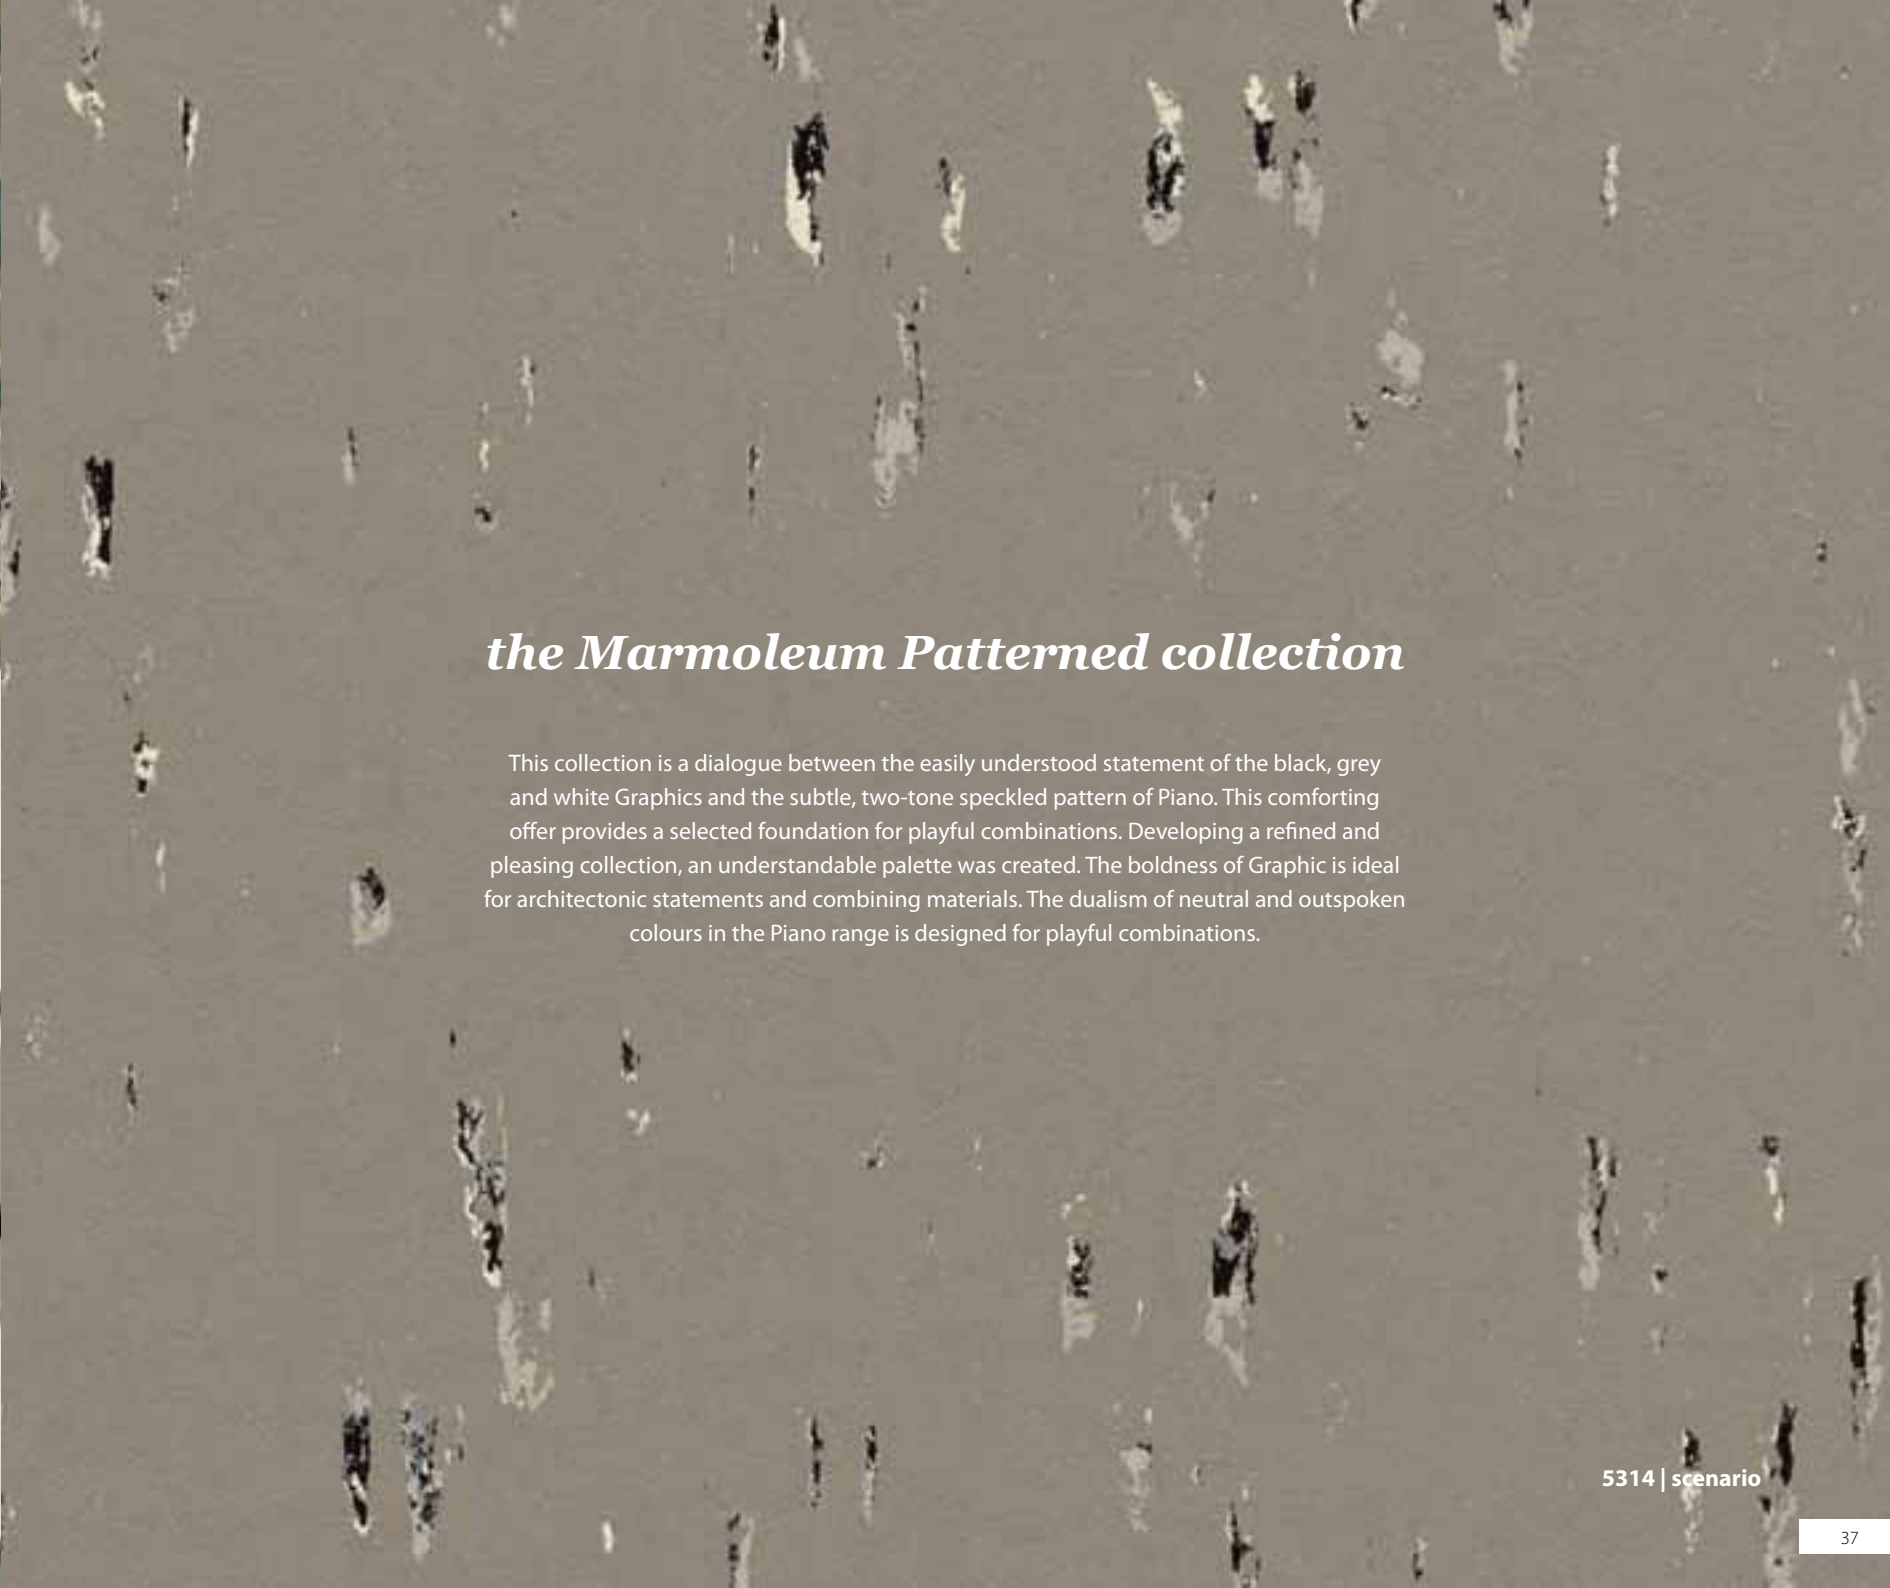 the Marmoleum Patterned collection
This collection is a dialogue between the easily understood statement of the black, grey
and white Graphics and the subtle, two-tone speckled pattern of Piano. This comforting
offer provides a selected foundation for playful combinations. Developing a refined and
pleasing collection, an understandable palette was created. The boldness of Graphic is ideal
for architectonic statements and combining materials. The dualism of neutral and outspoken
colours in the Piano range is designed for playful combinations.
5314 | scenario
37